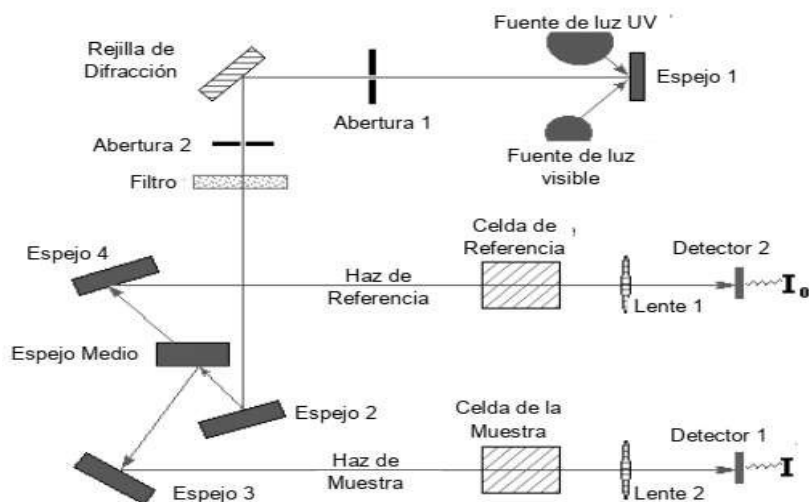 Fuente de luz UV
Rejilla de
Difracción
Espejo 1
Abertura 1
Abertura 2
Fuente de luz
visible
Filtro
Espejo 4
Celda de
Referencia
Detector 2
Haz de
Referencia
Lente 1
I₀
Espejo Medio
Espejo 2
Celda de la
Muestra
Detector 1
Haz de
Muestra
Lente 2
I
Espejo 3